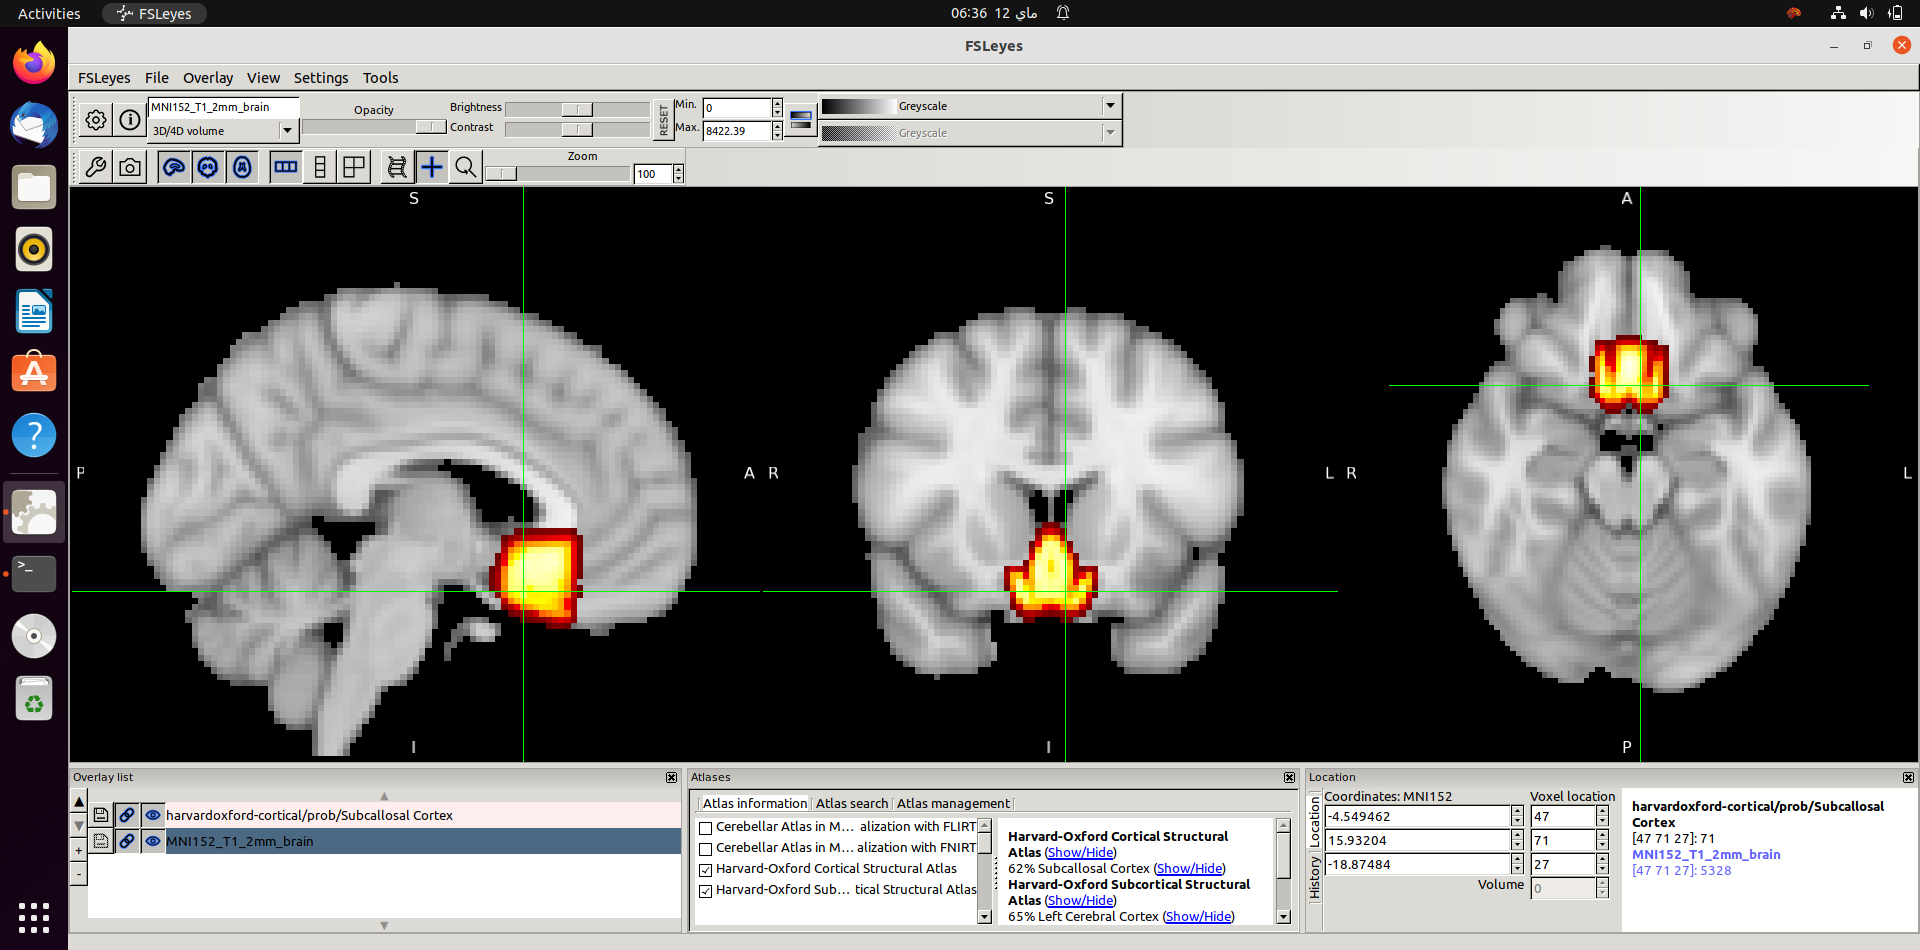 Activities
FSLeyes
06:36 12 ماي
FSLeyes
FSLeyes File Overlay View Settings Tools
MNI152_T1_2mm_brain
3D/4D volume
Opacity
Brightness
Contrast
RESET
Min.
0
Max.
8422.39
Greyscale
Greyscale
Zoom
100
S
S
A
P
A
R
L
R
L
I
I
P
Overlay list
harvardoxford-cortical/prob/Subcallosal Cortex
MNI152_T1_2mm_brain
Atlases
Atlas information Atlas search Atlas management
Cerebellar Atlas in M... alization with FLIRT
Cerebellar Atlas in M... alization with FNIRT
Harvard-Oxford Cortical Structural Atlas
Harvard-Oxford Sub... tical Structural Atlas
Harvard-Oxford Cortical Structural
Atlas (Show/Hide)
62% Subcallosal Cortex (Show/Hide)
Harvard-Oxford Subcortical Structural
Atlas (Show/Hide)
65% Left Cerebral Cortex (Show/Hide)
Location
Location
History
Coordinates: MNI152
Voxel location
-4.549462
47
15.93204
71
-18.87484
27
Volume
0
harvardoxford-cortical/prob/Subcallosal
Cortex
[47 71 27]: 71
MNI152_T1_2mm_brain
[47 71 27]: 5328